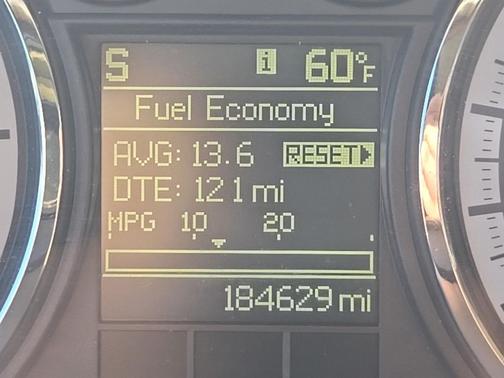 S i 60°F
Fuel Economy
AVG: 13.6 RESET
DTE: 121 mi
MPG 10 20
184629 mi